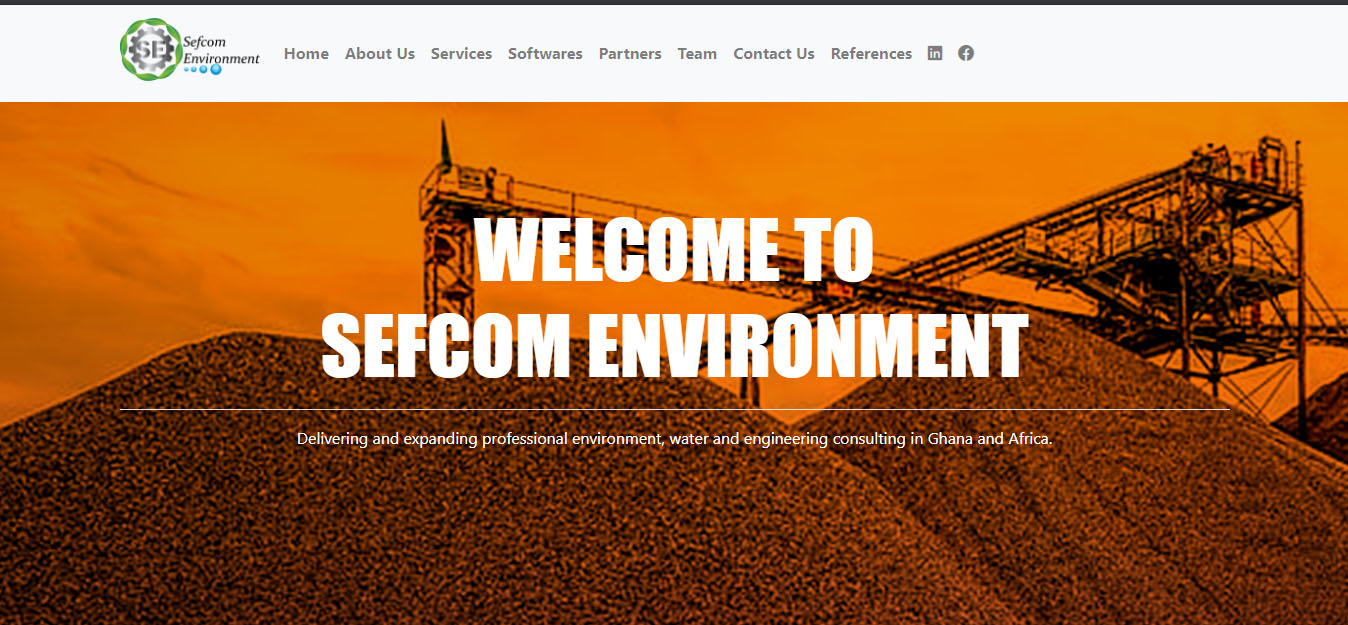 SE Sefcom
Environment
Home About Us Services Softwares Partners Team Contact Us References
WELCOME TO
SEFCOM ENVIRONMENT
Delivering and expanding professional environment, water and engineering consulting in Ghana and Africa.